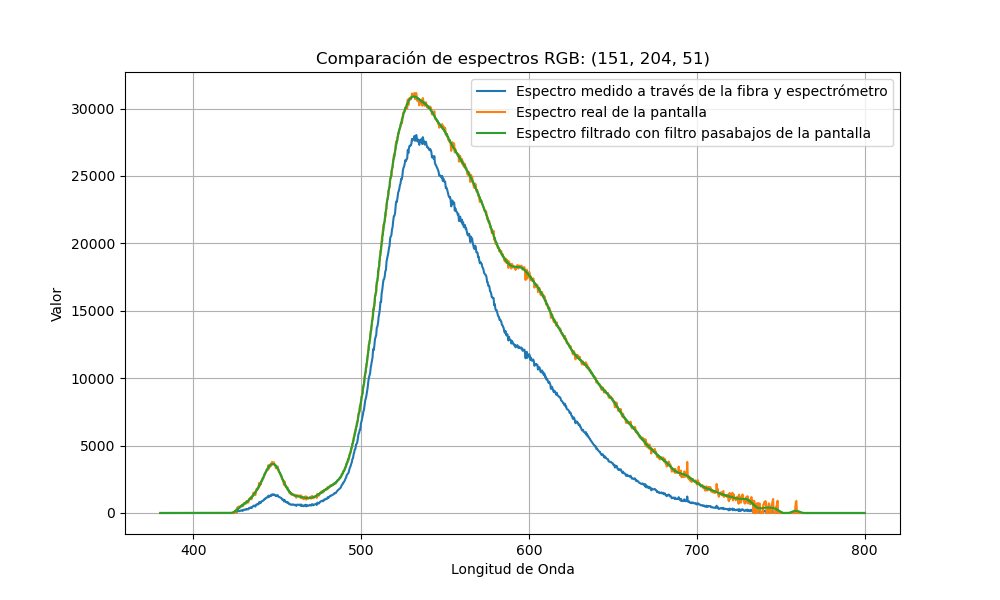 Comparación de espectros RGB: (151, 204, 51)
Espectro medido a través de la fibra y espectrómetro
Espectro real de la pantalla
Espectro filtrado con filtro pasabajos de la pantalla
Valor
30000
25000
20000
15000
10000
5000
0
400
500
600
700
800
Longitud de Onda